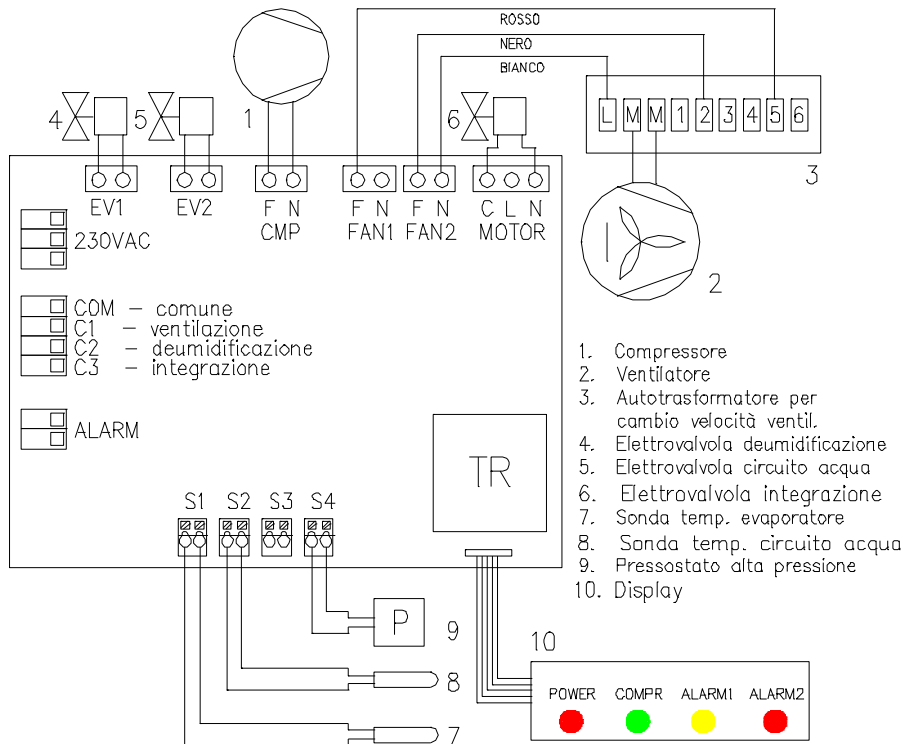 ROSSO
NERO
BIANCO
4
5
1
6
L M M 1 2 3 4 5 6
3
EV1
EV2
F N
CMP
F N
FAN1
F N
FAN2
C L N
MOTOR
230VAC
2
COM – comune
C1 – ventilazione
C2 – deumidificazione
C3 – integrazione
ALARM
TR
1. Compressore
2. Ventilatore
3. Autotrasformatore per
cambio velocità ventil.
4. Elettrovalvola deumidificazione
5. Elettrovalvola circuito acqua
6. Elettrovalvola integrazione
7. Sonda temp. evaporatore
8. Sonda temp. circuito acqua
9. Pressostato alta pressione
10. Display
S1 S2 S3 S4
P
9
8
7
10
POWER COMPR ALARM1 ALARM2